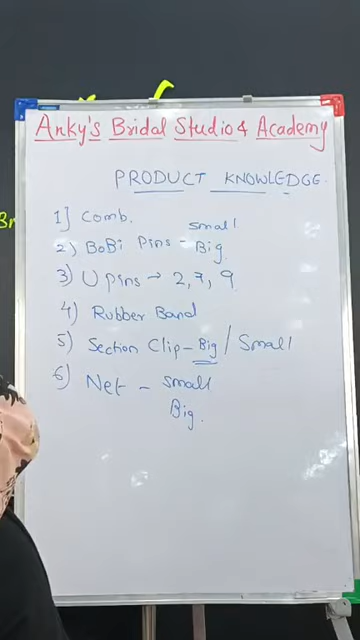 Anky's Bridal Studio & Academy
PRODUCT KNOWLEDGE.
1] Comb.
2) BoBi Pins = Small
Big
3) U pins → 2, 7, 9
4) Rubber Band
5) Section Clip - Big / Small
6) Net - Small
Big.